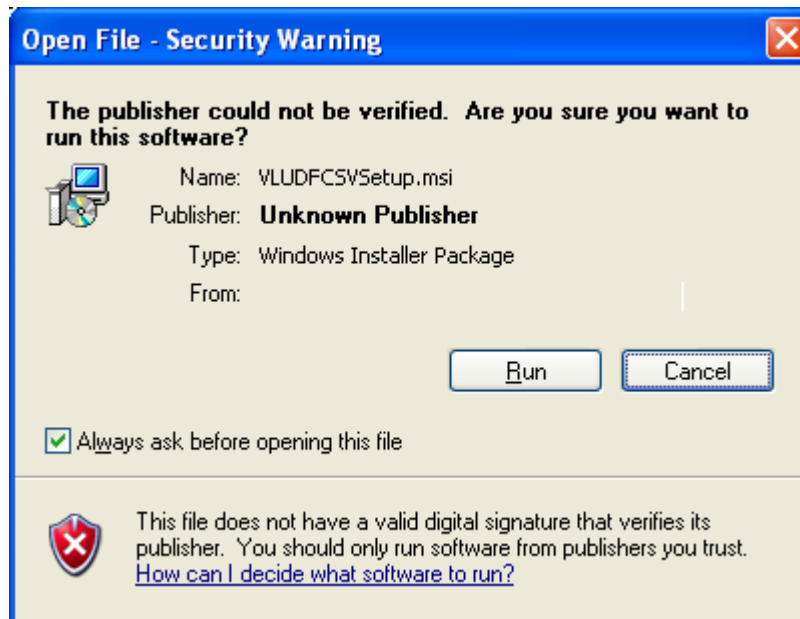 Open File - Security Warning
The publisher could not be verified. Are you sure you want to
run this software?
Name: VLUDFCSVSetup.msi
Publisher: Unknown Publisher
Type: Windows Installer Package
From:
Run Cancel
Always ask before opening this file
This file does not have a valid digital signature that verifies its
publisher. You should only run software from publishers you trust.
How can I decide what software to run?